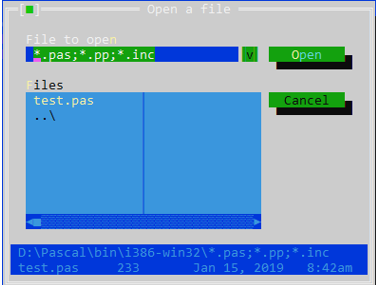 Open a file
File to open
*.pas;*.pp;*.inc v Open
Files
test.pas Cancel
..\
D:\Pascal\bin\i386-win32\*.pas;*.pp;*.inc
test.pas 233 Jan 15, 2019 8:42am